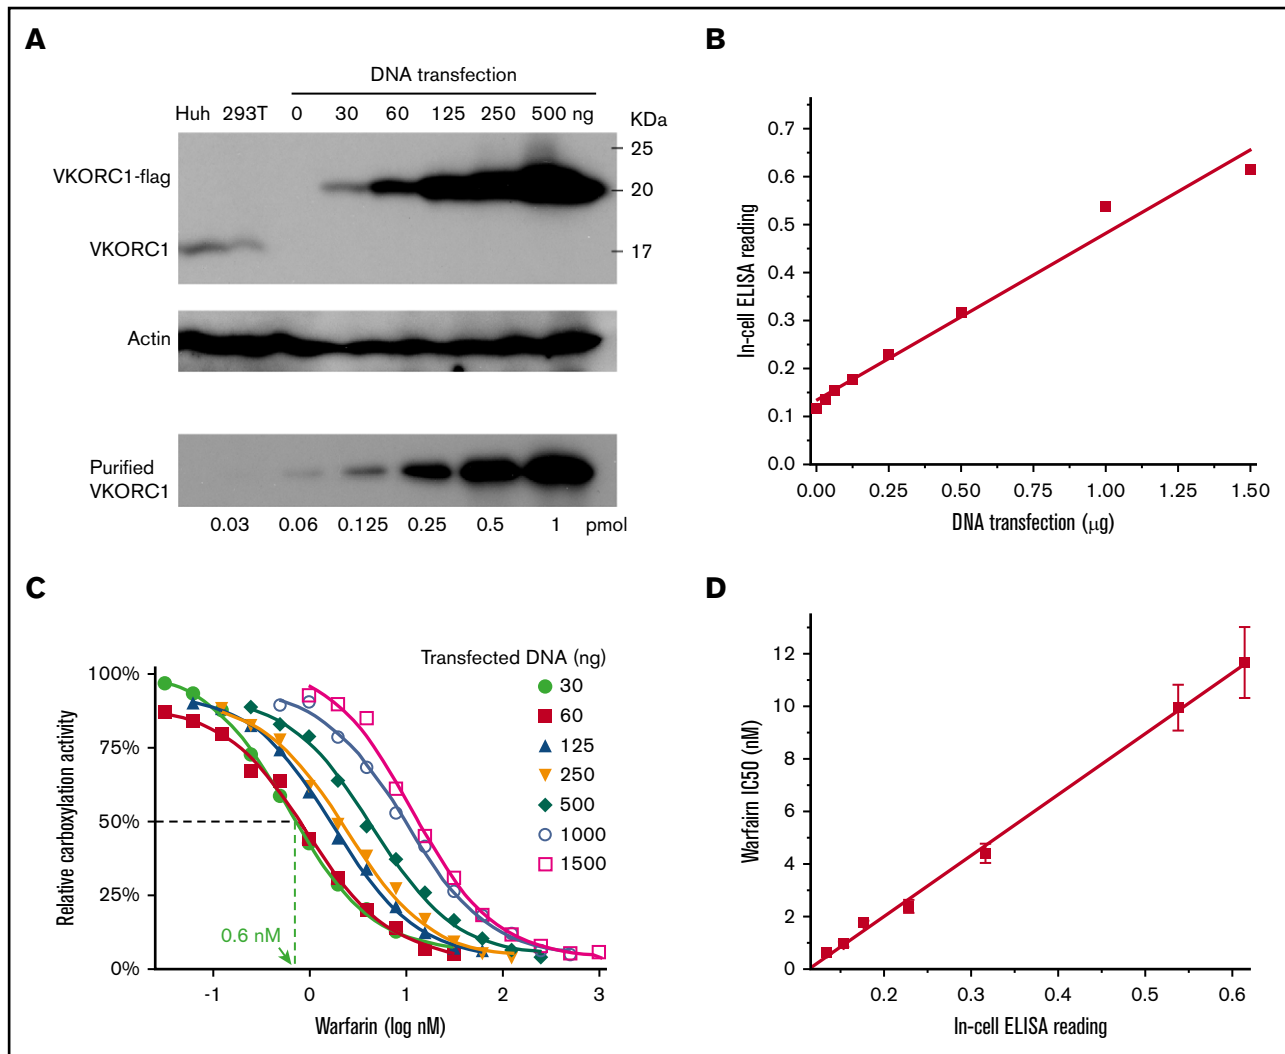 A
DNA transfection
Huh 293T 0 30 60 125 250 500 ng
KDa
25
VKORC1-flag
20
VKORC1
17
Actin
Purified
VKORC1
0.03 0.06 0.125 0.25 0.5 1 pmol
B
In-cell ELISA reading
0.7
0.6
0.5
0.4
0.3
0.2
0.1
0.0
0.00 0.25 0.50 0.75 1.00 1.25 1.50
DNA transfection (μg)
C
Relative carboxylation activity
100%
75%
50%
25%
0%
0.6 nM
-1 0 1 2 3
Warfarin (log nM)
Transfected DNA (ng)
30
60
125
250
500
1000
1500
D
Warfairn IC50 (nM)
12
10
8
6
4
2
0
0.2 0.3 0.4 0.5 0.6
In-cell ELISA reading